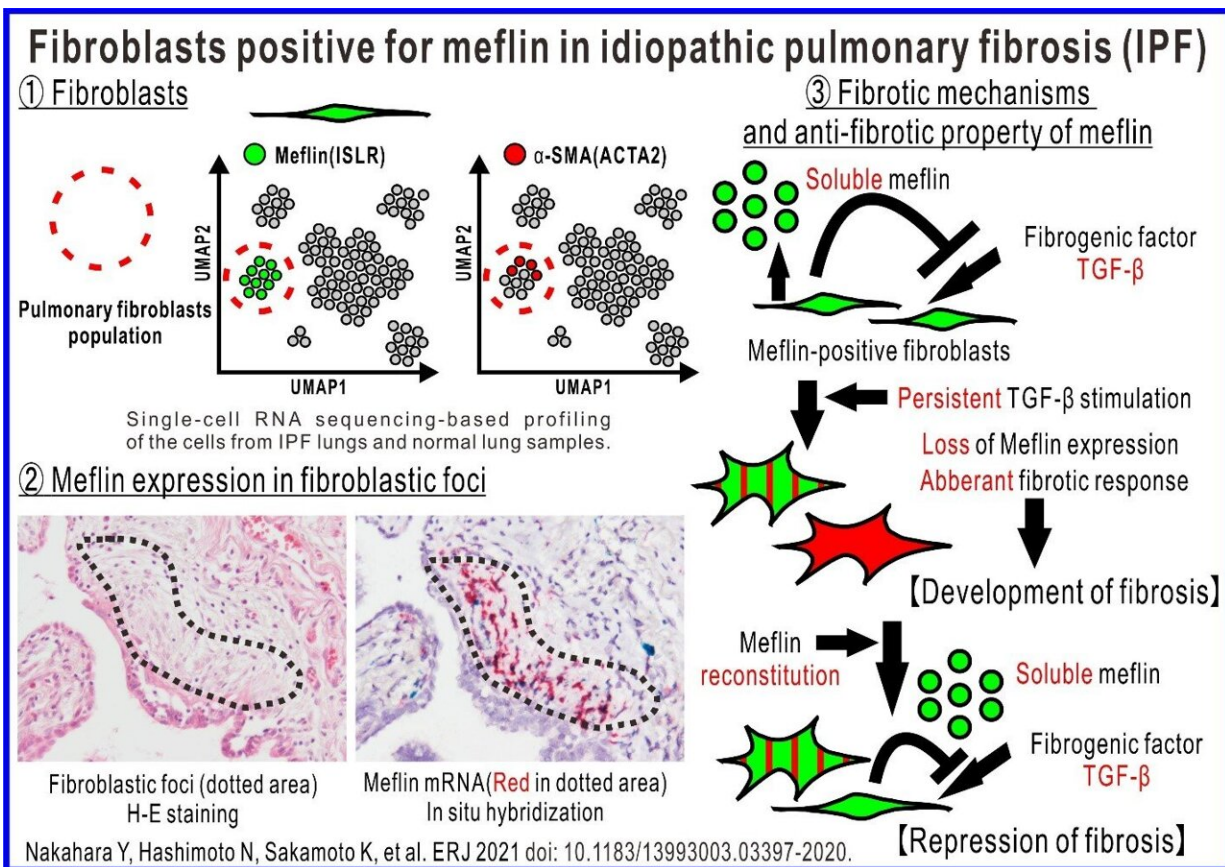 Fibroblasts positive for meflin in idiopathic pulmonary fibrosis (IPF)
① Fibroblasts
Meflin(ISLR)
α-SMA(ACTA2)
Pulmonary fibroblasts
population
UMAP2
UMAP1
UMAP2
UMAP1
Single-cell RNA sequencing-based profiling
of the cells from IPF lungs and normal lung samples.
② Meflin expression in fibroblastic foci
Fibroblastic foci (dotted area)
H-E staining
Meflin mRNA(Red in dotted area)
In situ hybridization
③ Fibrotic mechanisms
and anti-fibrotic property of meflin
Soluble meflin
Fibrogenic factor
TGF-β
Meflin-positive fibroblasts
Persistent TGF-β stimulation
Loss of Meflin expression
Abberant fibrotic response
【Development of fibrosis】
Meflin
reconstitution
Soluble meflin
Fibrogenic factor
TGF-β
【Repression of fibrosis】
Nakahara Y, Hashimoto N, Sakamoto K, et al. ERJ 2021 doi: 10.1183/13993003.03397-2020.